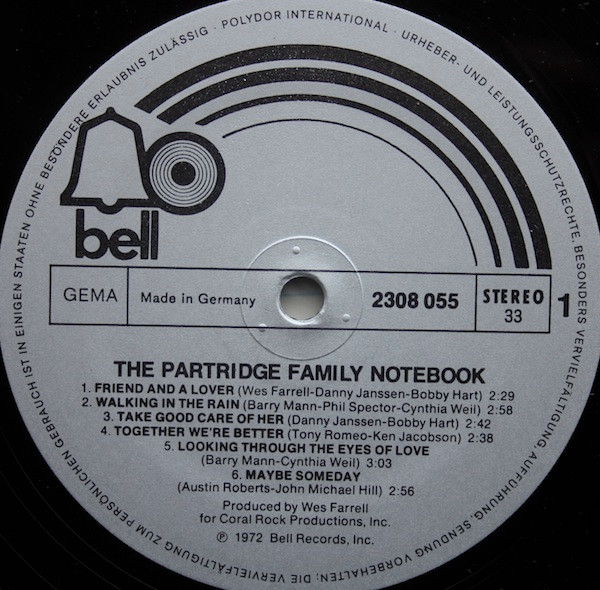 POLYDOR INTERNATIONAL · URHEBER- UND LEISTUNGSSCHUTZRECHTE, BESONDERS VERVIELFÄLTIGUNG, AUFFÜHRUNG, SENDUNG VORBEHALTEN; DIE VERVIELFÄLTIGUNG ZUM PERSÖNLICHEN GEBRAUCH IST IN EINIGEN STAATEN OHNE BESONDERE ERLAUBNIS ZULÄSSIG ·
bell
GEMA
Made in Germany
2308 055
STEREO
33
1
THE PARTRIDGE FAMILY NOTEBOOK
1. FRIEND AND A LOVER (Wes Farrell-Danny Janssen-Bobby Hart) 2:29
2. WALKING IN THE RAIN (Barry Mann-Phil Spector-Cynthia Weil) 2:58
3. TAKE GOOD CARE OF HER (Danny Janssen-Bobby Hart) 2:42
4. TOGETHER WE'RE BETTER (Tony Romeo-Ken Jacobson) 2:38
5. LOOKING THROUGH THE EYES OF LOVE
(Barry Mann-Cynthia Weil) 3:03
6. MAYBE SOMEDAY
(Austin Roberts-John Michael Hill) 2:56
Produced by Wes Farrell
for Coral Rock Productions, Inc.
℗ 1972 Bell Records, Inc.